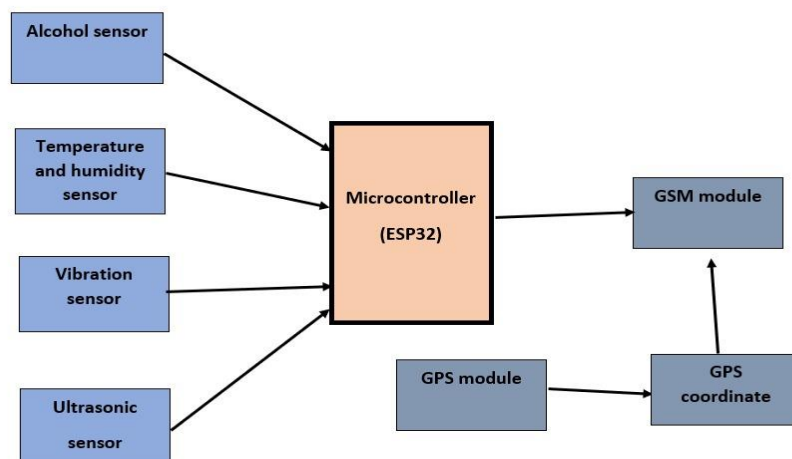 Alcohol sensor
Temperature
and humidity
sensor
Vibration
sensor
Ultrasonic
sensor
Microcontroller
(ESP32)
GSM module
GPS module
GPS
coordinate